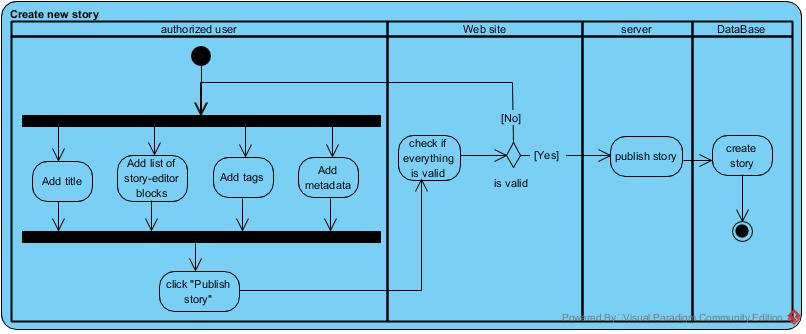 Create new story
authorized user
Web site
server
DataBase
[No]
Add title
Add list of
story-editor
blocks
Add tags
Add
metadata
check if
everything
is valid
[Yes]
is valid
publish story
create
story
click "Publish
story"
Powered By Visual Paradigm Community Edition